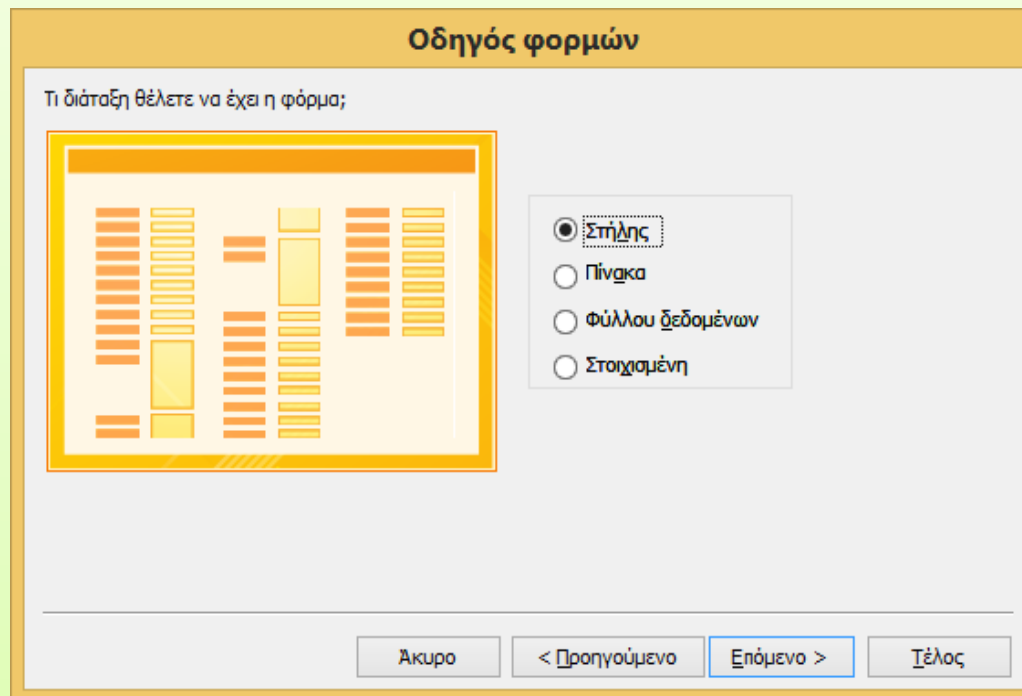 Οδηγός φορμών
Τι διάταξη θέλετε να έχει η φόρμα;
Στήλης
Πίνακα
Φύλλου δεδομένων
Στοιχισμένη
Άκυρο
< Προηγούμενο
Επόμενο >
Τέλος